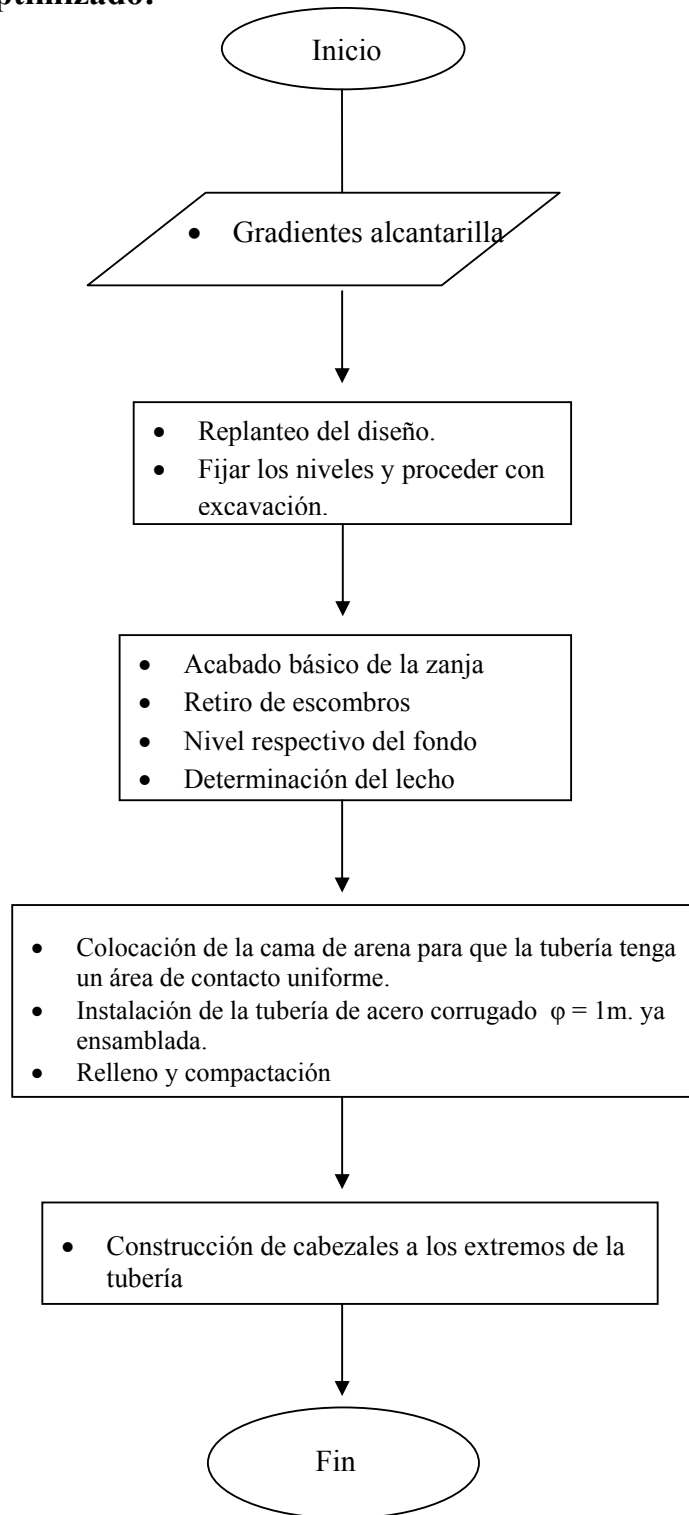 Inicio
• Gradientes alcantarilla
• Replanteo del diseño.
• Fijar los niveles y proceder con
excavación.
• Acabado básico de la zanja
• Retiro de escombros
• Nivel respectivo del fondo
• Determinación del lecho
• Colocación de la cama de arena para que la tubería tenga
un área de contacto uniforme.
• Instalación de la tubería de acero corrugado φ = 1m. ya
ensamblada.
• Relleno y compactación
• Construcción de cabezales a los extremos de la
tubería
Fin